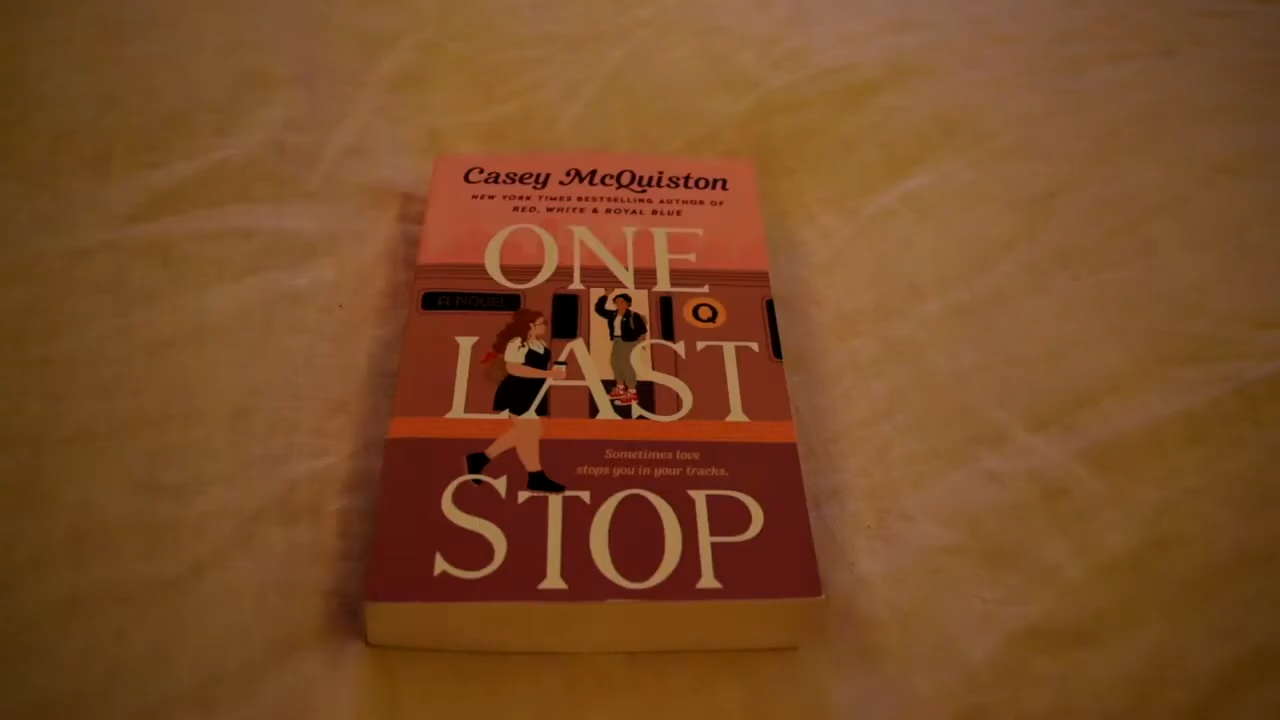 Casey McQuiston
NEW YORK TIMES BESTSELLING AUTHOR OF
RED, WHITE & ROYAL BLUE
ONE
A NOVEL
Q
LAST
Sometimes love
stops you in your tracks.
STOP